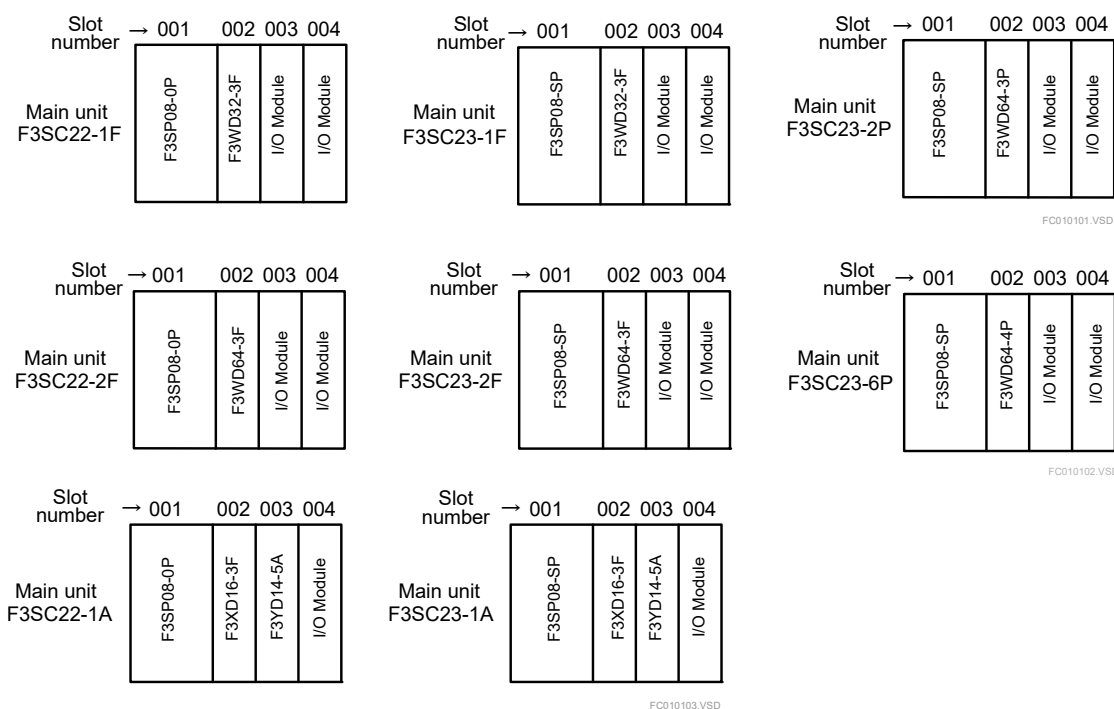 Slot
number → 001 002 003 004
Main unit
F3SC22-1F
F3SP08-0P
F3WD32-3F
I/O Module
I/O Module
Slot
number → 001 002 003 004
Main unit
F3SC23-1F
F3SP08-SP
F3WD32-3F
I/O Module
I/O Module
Slot
number → 001 002 003 004
Main unit
F3SC23-2P
F3SP08-SP
F3WD64-3P
I/O Module
I/O Module
FC010101.VSD
Slot
number → 001 002 003 004
Main unit
F3SC22-2F
F3SP08-0P
F3WD64-3F
I/O Module
I/O Module
Slot
number → 001 002 003 004
Main unit
F3SC23-2F
F3SP08-SP
F3WD64-3F
I/O Module
I/O Module
Slot
number → 001 002 003 004
Main unit
F3SC23-6P
F3SP08-SP
F3WD64-4P
I/O Module
I/O Module
FC010102.VSD
Slot
number → 001 002 003 004
Main unit
F3SC22-1A
F3SP08-0P
F3XD16-3F
F3YD14-5A
I/O Module
Slot
number → 001 002 003 004
Main unit
F3SC23-1A
F3SP08-SP
F3XD16-3F
F3YD14-5A
I/O Module
FC010103.VSD